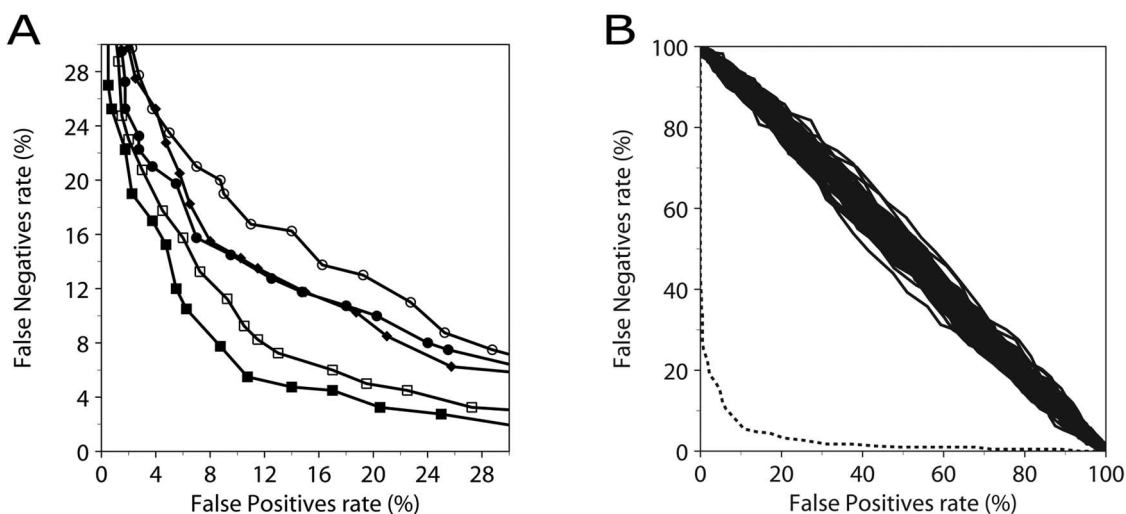 A
False Negatives rate (%)
28
24
20
16
12
8
4
0
0 4 8 12 16 20 24 28
False Positives rate (%)
B
False Negatives rate (%)
100
80
60
40
20
0
0 20 40 60 80 100
False Positives rate (%)